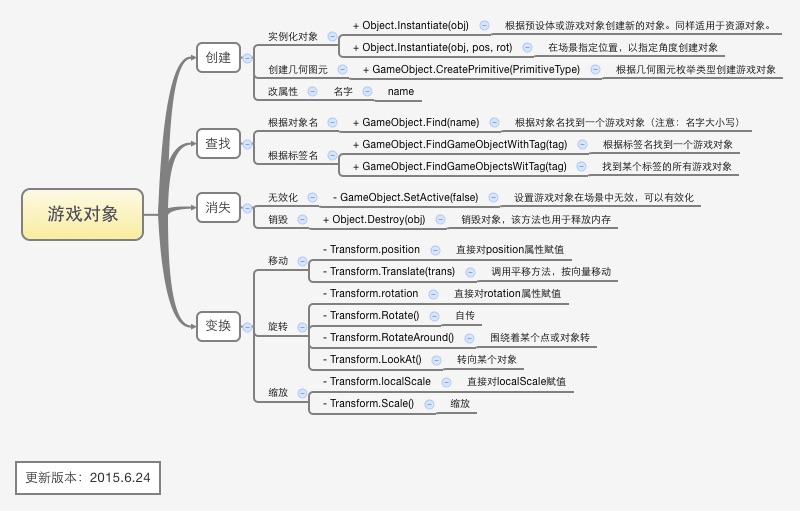 游戏对象
创建
实例化对象
+ Object.Instantiate(obj) 根据预设体或游戏对象创建新的对象。同样适用于资源对象。
+ Object.Instantiate(obj, pos, rot) 在场景指定位置，以指定角度创建对象
创建几何图元 + GameObject.CreatePrimitive(PrimitiveType) 根据几何图元枚举类型创建游戏对象
改属性 名字 name
查找
根据对象名 + GameObject.Find(name) 根据对象名找到一个游戏对象（注意：名字大小写）
根据标签名
+ GameObject.FindGameObjectWithTag(tag) 根据标签名找到一个游戏对象
+ GameObject.FindGameObjectsWitTag(tag) 找到某个标签的所有游戏对象
消失
无效化 - GameObject.SetActive(false) 设置游戏对象在场景中无效，可以有效化
销毁 + Object.Destroy(obj) 销毁对象，该方法也用于释放内存
变换
移动
- Transform.position 直接对position属性赋值
- Transform.Translate(trans) 调用平移方法，按向量移动
旋转
- Transform.rotation 直接对rotation属性赋值
- Transform.Rotate() 自传
- Transform.RotateAround() 围绕着某个点或对象转
- Transform.LookAt() 转向某个对象
缩放
- Transform.localScale 直接对localScale赋值
- Transform.Scale() 缩放
更新版本：2015.6.24